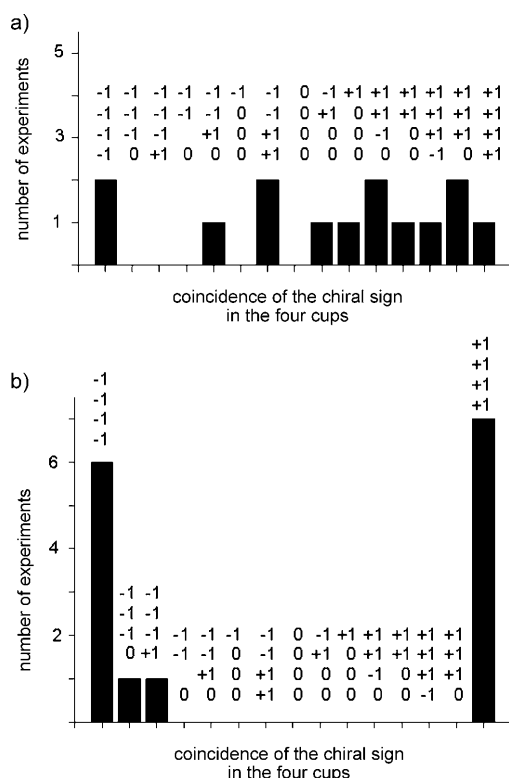 a)
5
3
1
number of experiments
-1 -1 -1 -1 -1 -1 -1 0 -1 +1 +1 +1 +1 +1 +1
-1 -1 -1 -1 -1 0 -1 0 +1 0 +1 +1 +1 +1 +1
-1 -1 -1 +1 0 +1 0 0 0 -1 0 +1 +1 +1
-1 0 +1 0 0 0 +1 0 0 0 0 0 -1 0 +1
coincidence of the chiral sign
in the four cups
b)
6
4
2
number of experiments
-1
-1
-1
-1
-1 -1
-1 -1
-1 -1
0 +1
-1 -1 -1 -1 0 -1 +1 +1 +1 +1 +1
-1 -1 0 -1 0 +1 0 +1 +1 +1 +1
+1 0 +1 0 0 0 -1 0 +1 +1
0 0 0 +1 0 0 0 0 0 -1 0
+1
+1
+1
+1
coincidence of the chiral sign
in the four cups